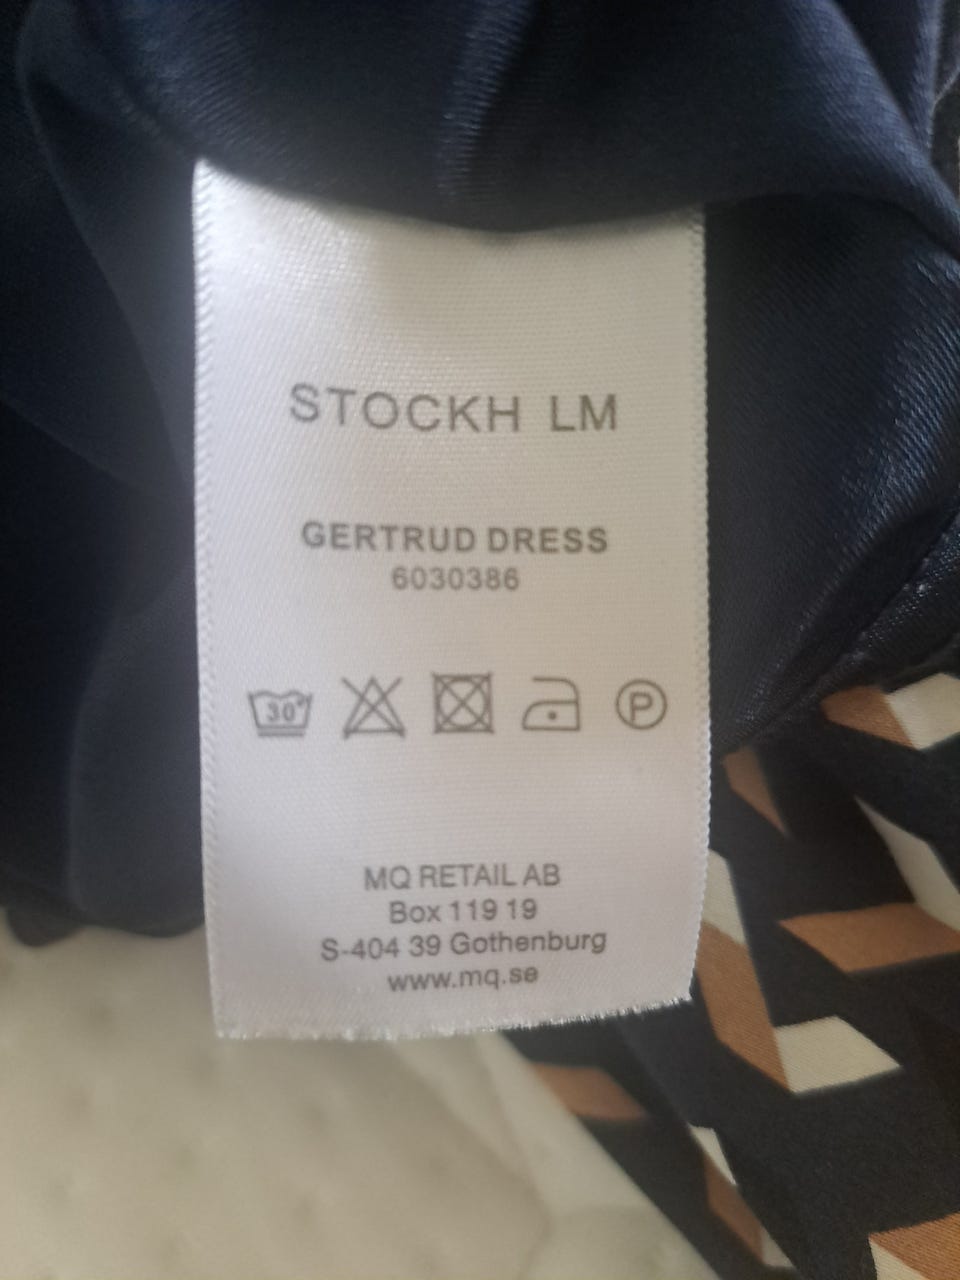 STOCKH LM
GERTRUD DRESS
6030386
30°
P
MQ RETAIL AB
Box 119 19
S-404 39 Gothenburg
www.mq.se